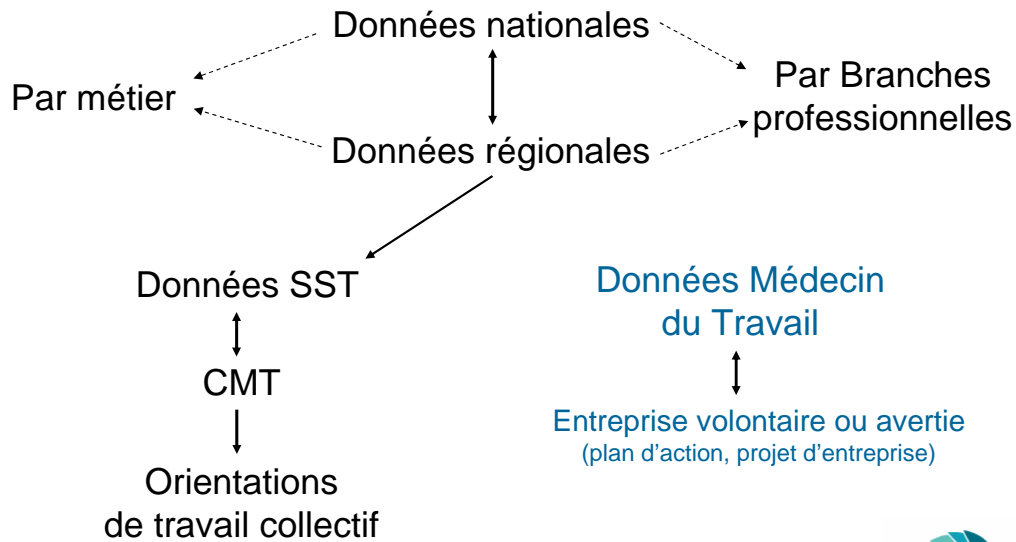 Données nationales
Par métier
Par Branches
professionnelles
Données régionales
Données SST
Données Médecin
du Travail
CMT
Entreprise volontaire ou avertie
(plan d'action, projet d'entreprise)
Orientations
de travail collectif